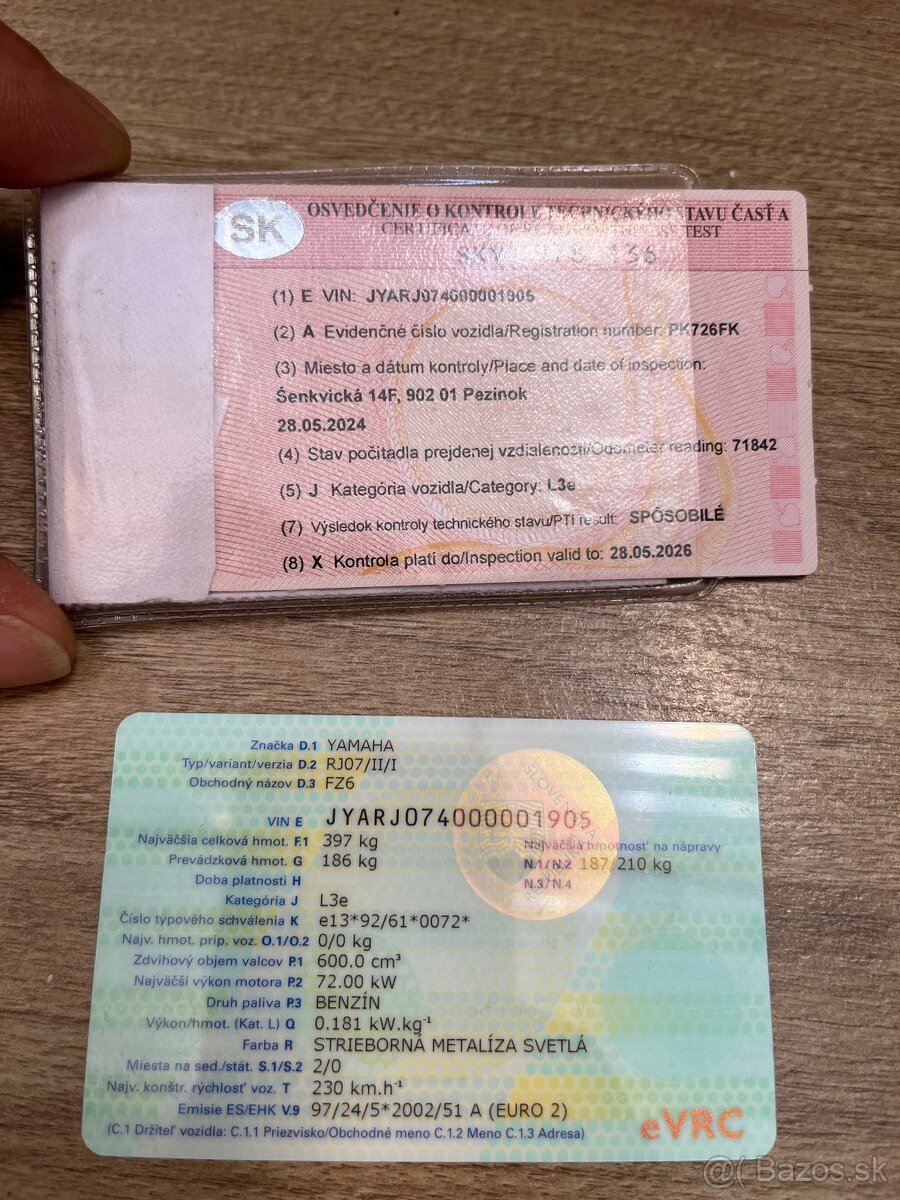 SK
OSVEDČENIE O KONTROLE TECHNICKÉHO STAVU ČASŤ A
TEST
SKY 436
(1) E VIN: JYARJ074000001905
(2) A Evidenčné číslo vozidla/Registration number: PK726FK
(3) Miesto a dátum kontroly/Place and date of inspection:
Šenkvická 14F, 902 01 Pezinok
28.05.2024
(4) Stav počítadla prejdenej vzdialenosti/Odometer reading: 71842
(5) J Kategória vozidla/Category: L3e
(7) Výsledok kontroly technického stavu/PTI result: SPÔSOBILÉ
(8) X Kontrola platí do/Inspection valid to: 28.05.2026
Značka D.1 YAMAHA
Typ/variant/verzia D.2 RJ07/II/I
Obchodný názov D.3 FZ6
VIN E JYARJ074000001905
Najväčšia celková hmot. F.1 397 kg Najväčšia hmotnosť na nápravy
Prevádzková hmot. G 186 kg N.1/N.2 187/210 kg
Doba platnosti H N.3/N.4
Kategória J L3e
Číslo typového schválenia K e13*92/61*0072*
Najv. hmot. príp. voz. O.1/O.2 0/0 kg
Zdvihový objem valcov P.1 600.0 cm³
Najväčší výkon motora P.2 72.00 kW
Druh paliva P.3 BENZÍN
Výkon/hmot. (Kat. L) Q 0.181 kW.kg⁻¹
Farba R STRIEBORNÁ METALÍZA SVETLÁ
Miesta na sed./stát. S.1/S.2 2/0
Najv. konštr. rýchlosť voz. T 230 km.h⁻¹
Emisie ES/EHK V.9 97/24/5*2002/51 A (EURO 2)
(C.1 Držiteľ vozidla: C.1.1 Priezvisko/Obchodné meno C.1.2 Meno C.1.3 Adresa)
eVRC
@( Bazos.sk